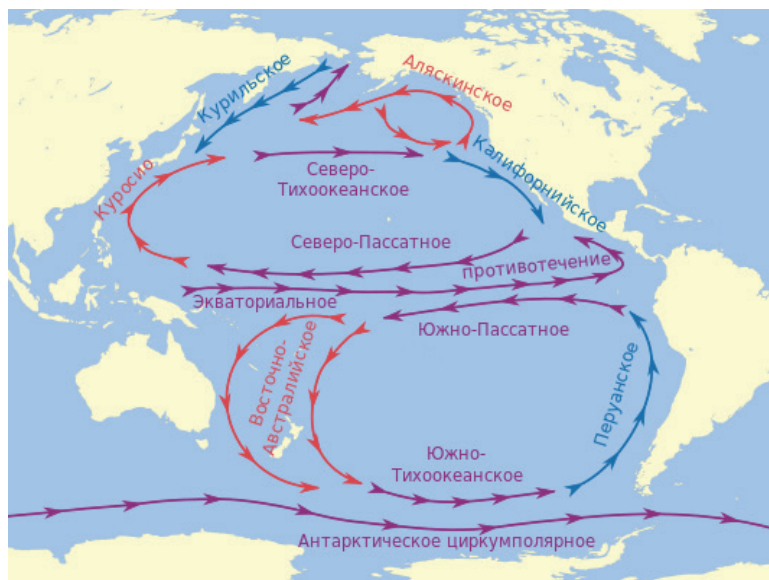 Курильское
Аляскинское
Куросио
Северо-
Тихоокеанское
Калифорнийское
Северо-Пассатное
противотечение
Экваториальное
Южно-Пассатное
Восточно-
Австралийское
Перуанское
Южно-
Тихоокеанское
Антарктическое циркумполярное